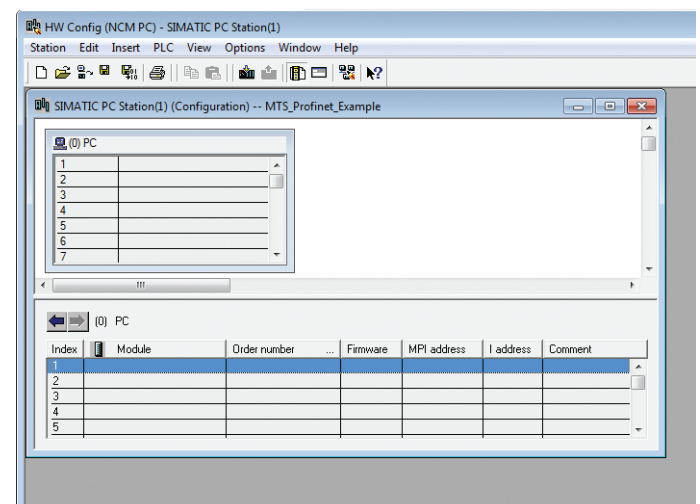 HW Config (NCM PC) - SIMATIC PC Station(1)
Station Edit Insert PLC View Options Window Help
SIMATIC PC Station(1) (Configuration) -- MTS_Profinet_Example
(0) PC
1
2
3
4
5
6
7
(0) PC
Index Module Order number ... Firmware MPI address I address Comment
1
2
3
4
5